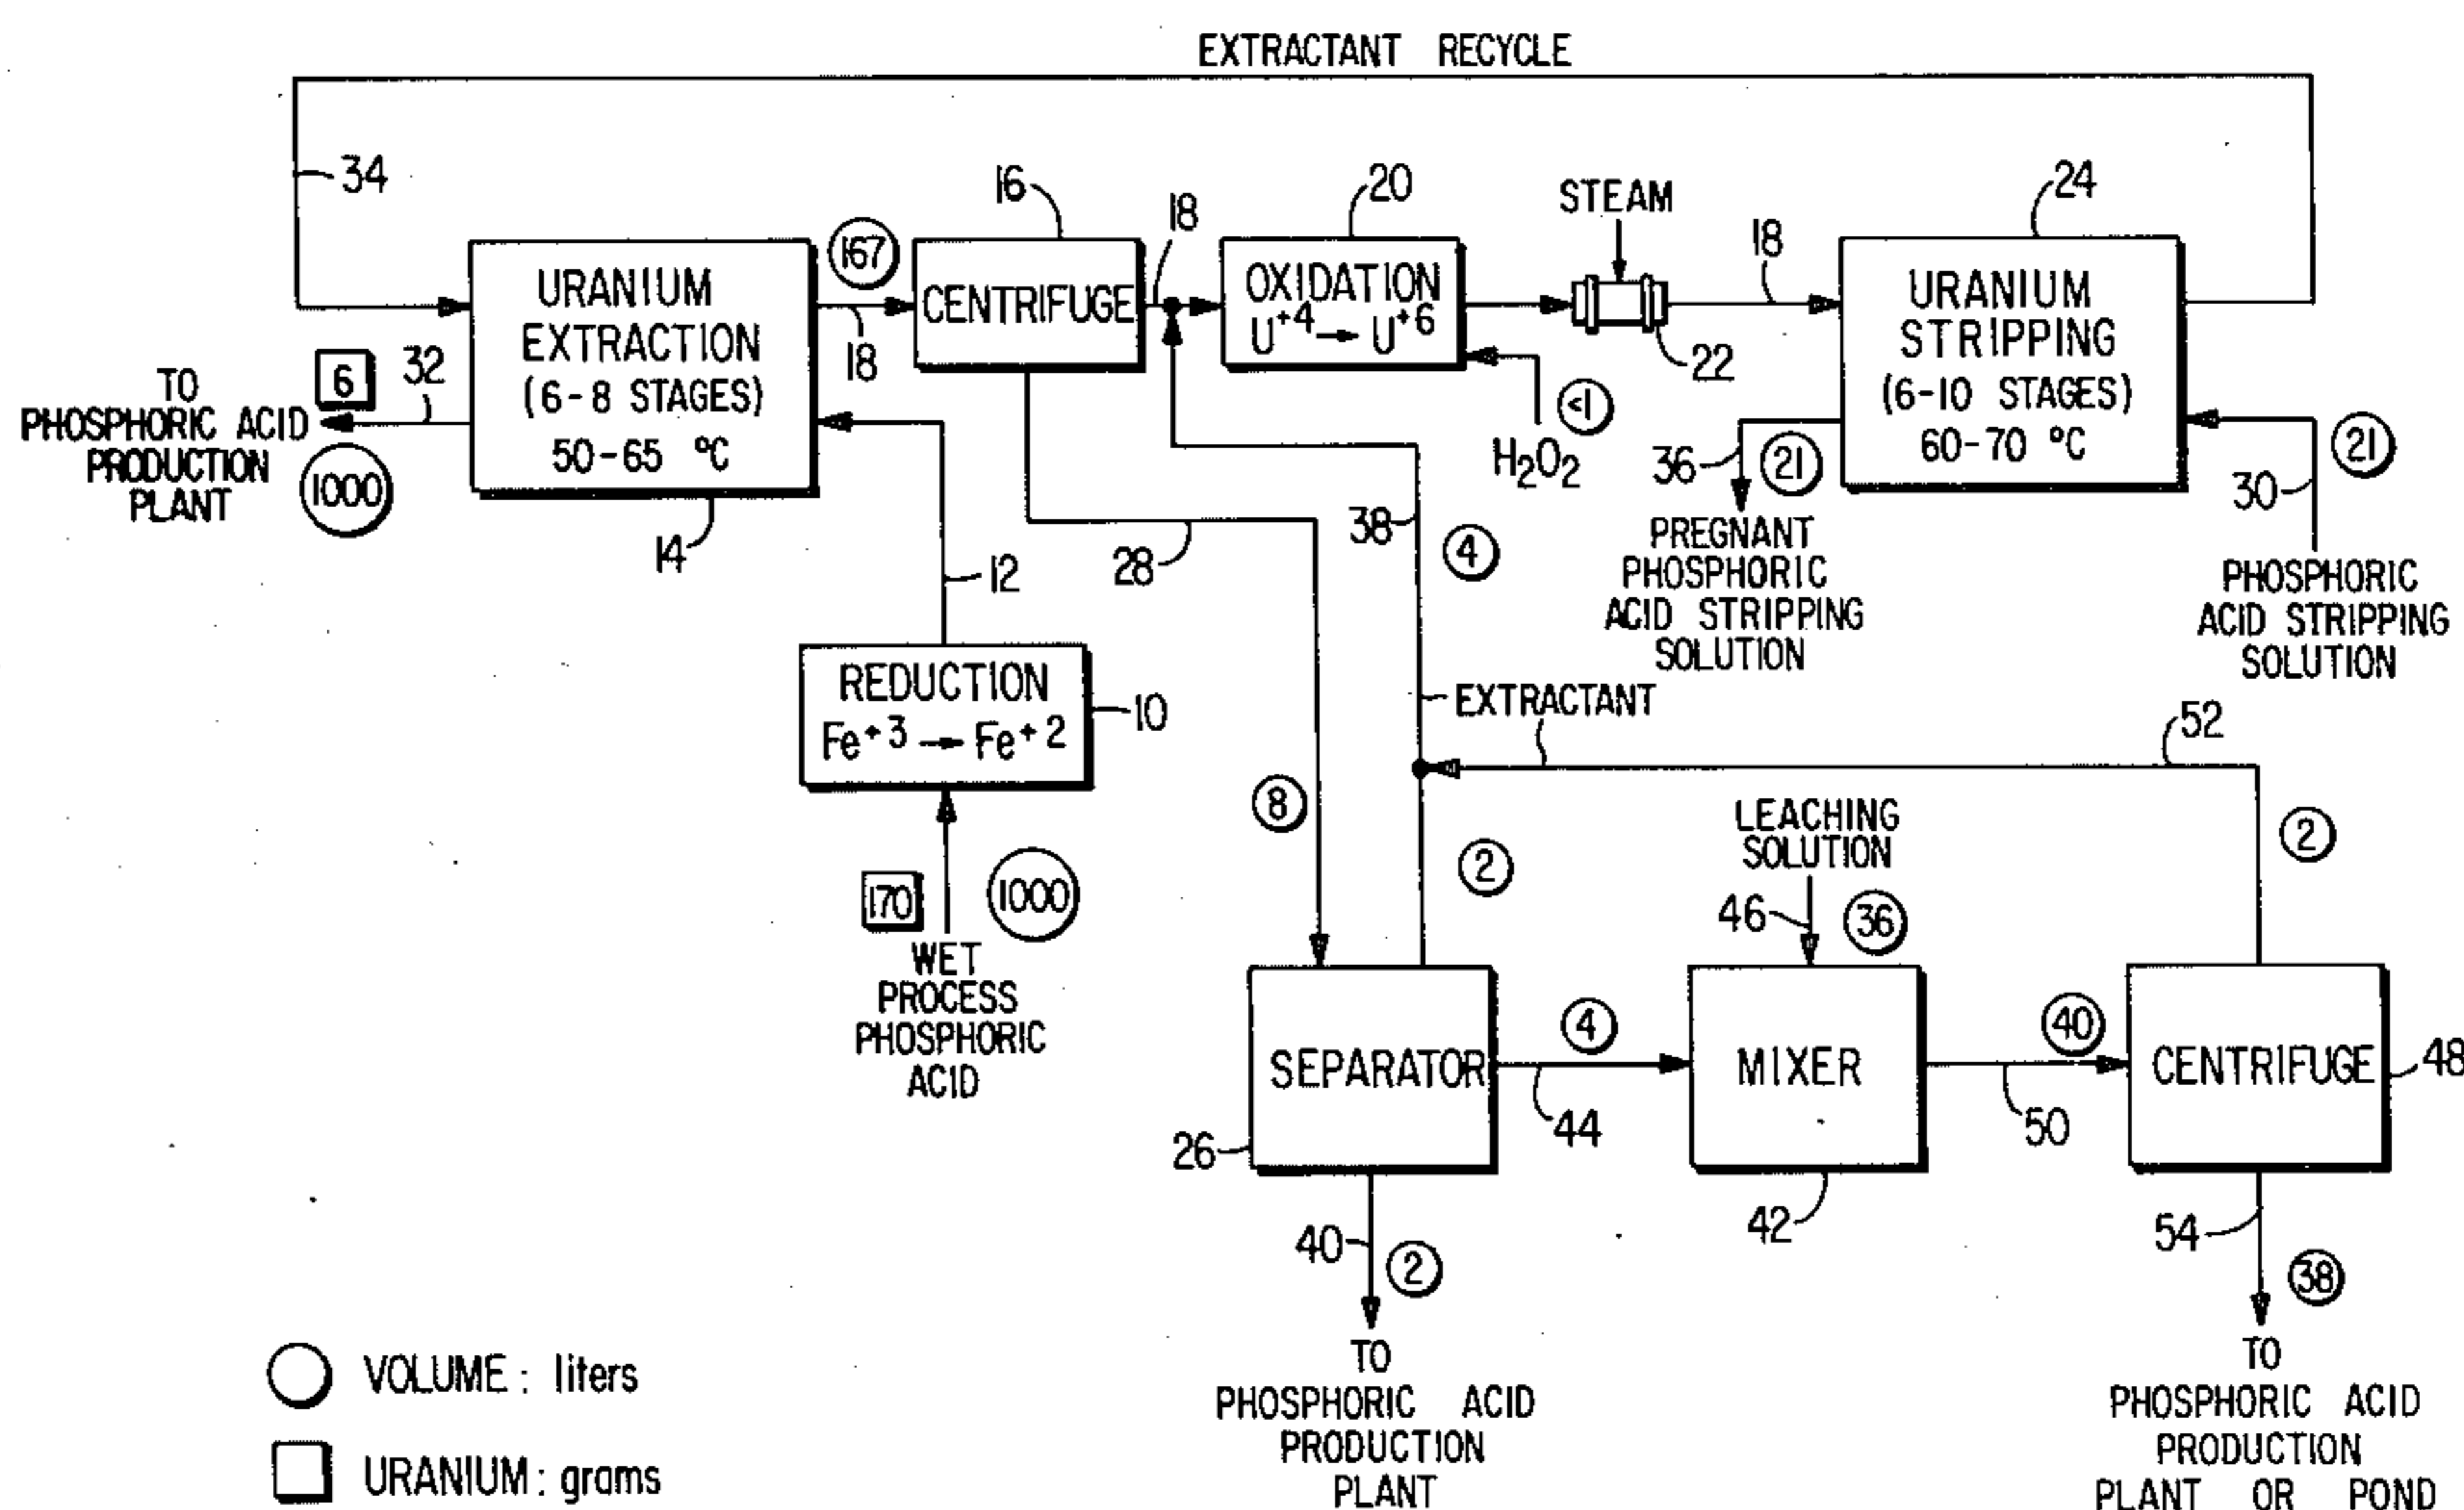 EXTRACTANT RECYCLE
34
16
18
20
STEAM
18
24
167
URANIUM
EXTRACTION
(6-8 STAGES)
50-65 °C
18
CENTRIFUGE
OXIDATION
U+4 → U+6
22
URANIUM
STRIPPING
(6-10 STAGES)
60-70 °C
6
32
TO
PHOSPHORIC ACID
PRODUCTION
PLANT
1000
14
<1
H2O2
36
21
21
30
PREGNANT
PHOSPHORIC
ACID STRIPPING
SOLUTION
PHOSPHORIC
ACID STRIPPING
SOLUTION
28
38
4
12
REDUCTION
Fe+3 → Fe+2
10
EXTRACTANT
52
8
2
LEACHING
SOLUTION
2
170
1000
WET
PROCESS
PHOSPHORIC
ACID
46
36
SEPARATOR
4
MIXER
40
CENTRIFUGE
48
26
44
50
42
40
2
54
38
TO
PHOSPHORIC ACID
PRODUCTION
PLANT
TO
PHOSPHORIC ACID
PRODUCTION
PLANT OR POND
VOLUME: liters
URANIUM: grams